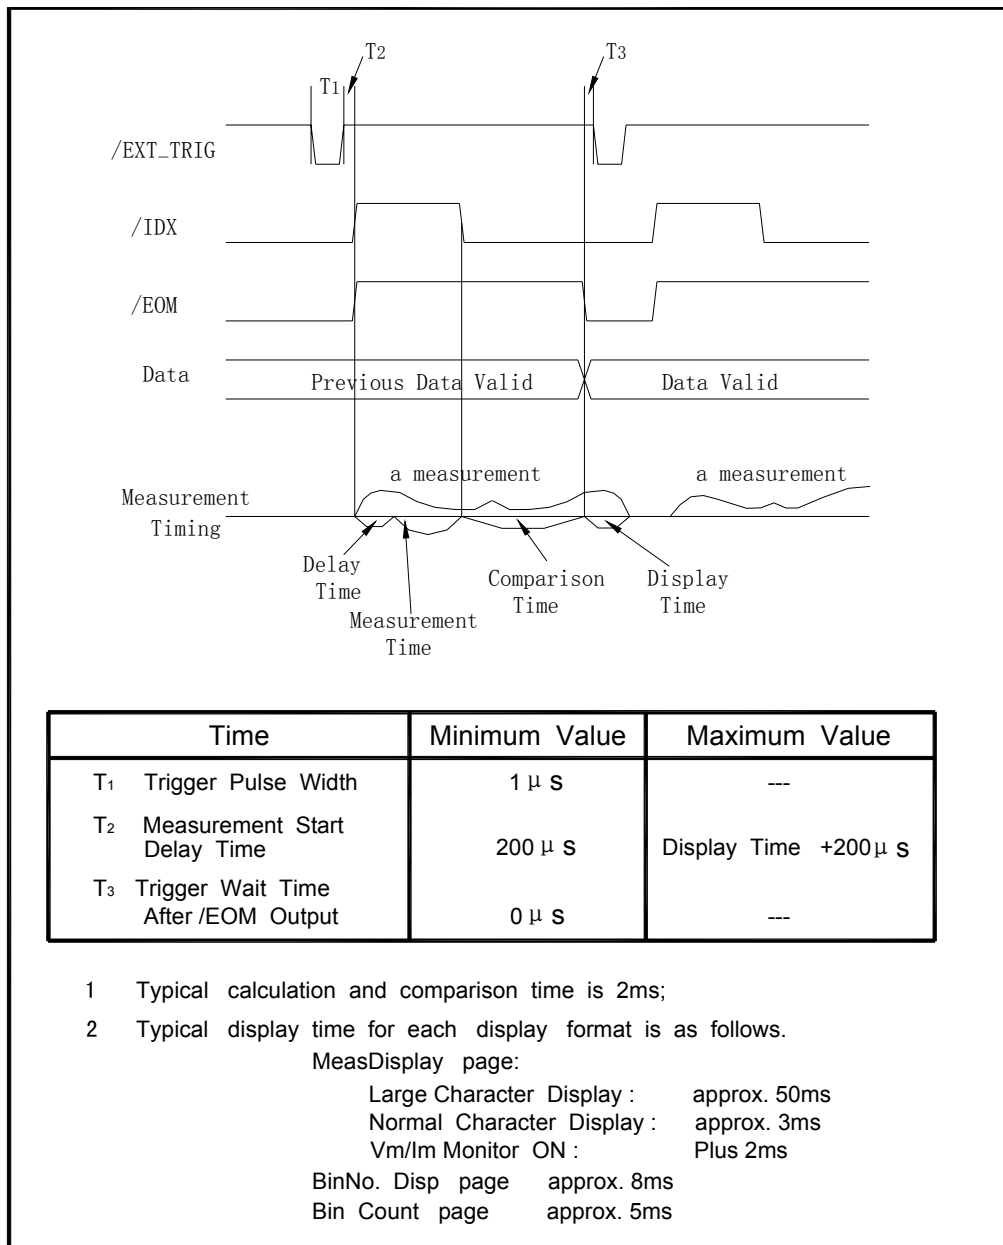 T2
T3
T1
/EXT_TRIG
/IDX
/EOM
Data
Previous Data Valid
Data Valid
a measurement
a measurement
Measurement
Timing
Delay
Time
Measurement
Time
Comparison
Time
Display
Time
Time Minimum Value Maximum Value
T1 Trigger Pulse Width 1 μ s ---
T2 Measurement Start
Delay Time 200 μ s Display Time +200μ s
T3 Trigger Wait Time
After /EOM Output 0 μ s ---
1 Typical calculation and comparison time is 2ms;
2 Typical display time for each display format is as follows.
MeasDisplay page:
Large Character Display : approx. 50ms
Normal Character Display : approx. 3ms
Vm/Im Monitor ON : Plus 2ms
BinNo. Disp page approx. 8ms
Bin Count page approx. 5ms